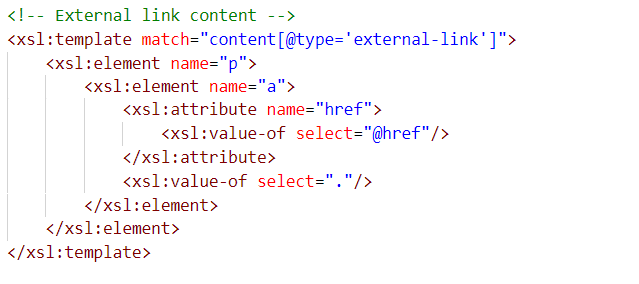 <!-- External link content -->
<xsl:template match="content[@type='external-link']">
    <xsl:element name="p">
        <xsl:element name="a">
            <xsl:attribute name="href">
                <xsl:value-of select="@href"/>
            </xsl:attribute>
            <xsl:value-of select="."/>
        </xsl:element>
    </xsl:element>
</xsl:template>